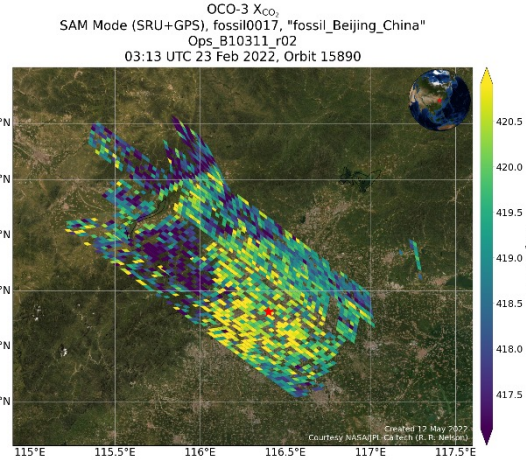 OCO-3 X_CO₂
SAM Mode (SRU+GPS), fossil0017, "fossil_Beijing_China"
Ops_B10311_r02
03:13 UTC 23 Feb 2022, Orbit 15890
°N
420.5
°N
420.0
419.5
°N
419.0
°N
418.5
°N
418.0
°N
417.5
Created 12 May 2022
Courtesy NASA/JPL-Caltech (R. R. Nelson)
115°E 115.5°E 116°E 116.5°E 117°E 117.5°E